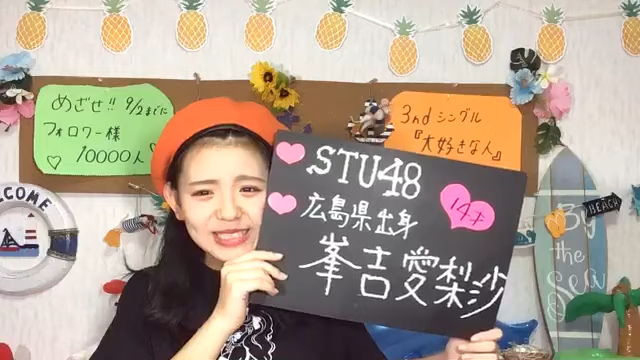 めざせ!! 9/2までに
フォロワー様
♡ 10000人 ♡
3ndシングル
『大好きな人』
STU48
広島県出身
14才
峯吉愛梨沙
WELCOME
BEACH
By
the
Sea